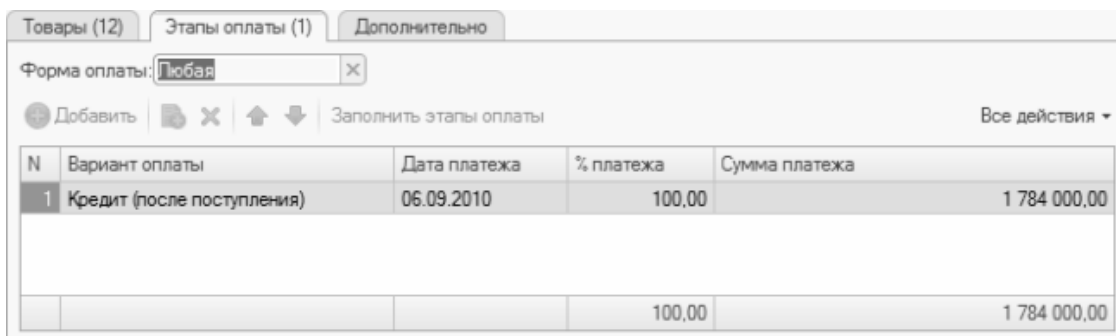 Товары (12) Этапы оплаты (1) Дополнительно
Форма оплаты: Любая
Добавить Заполнить этапы оплаты Все действия
N Вариант оплаты Дата платежа % платежа Сумма платежа
1 Кредит (после поступления) 06.09.2010 100,00 1 784 000,00
100,00 1 784 000,00